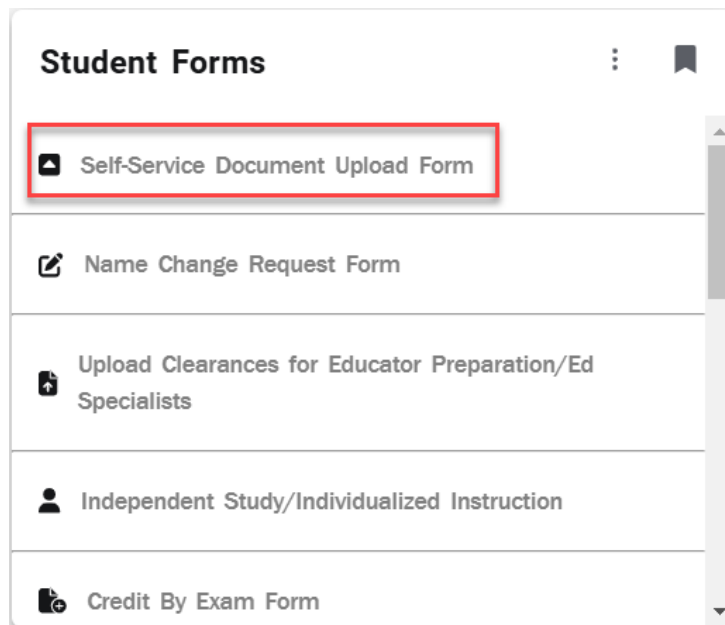 Student Forms
Self-Service Document Upload Form
Name Change Request Form
Upload Clearances for Educator Preparation/Ed
Specialists
Independent Study/Individualized Instruction
Credit By Exam Form